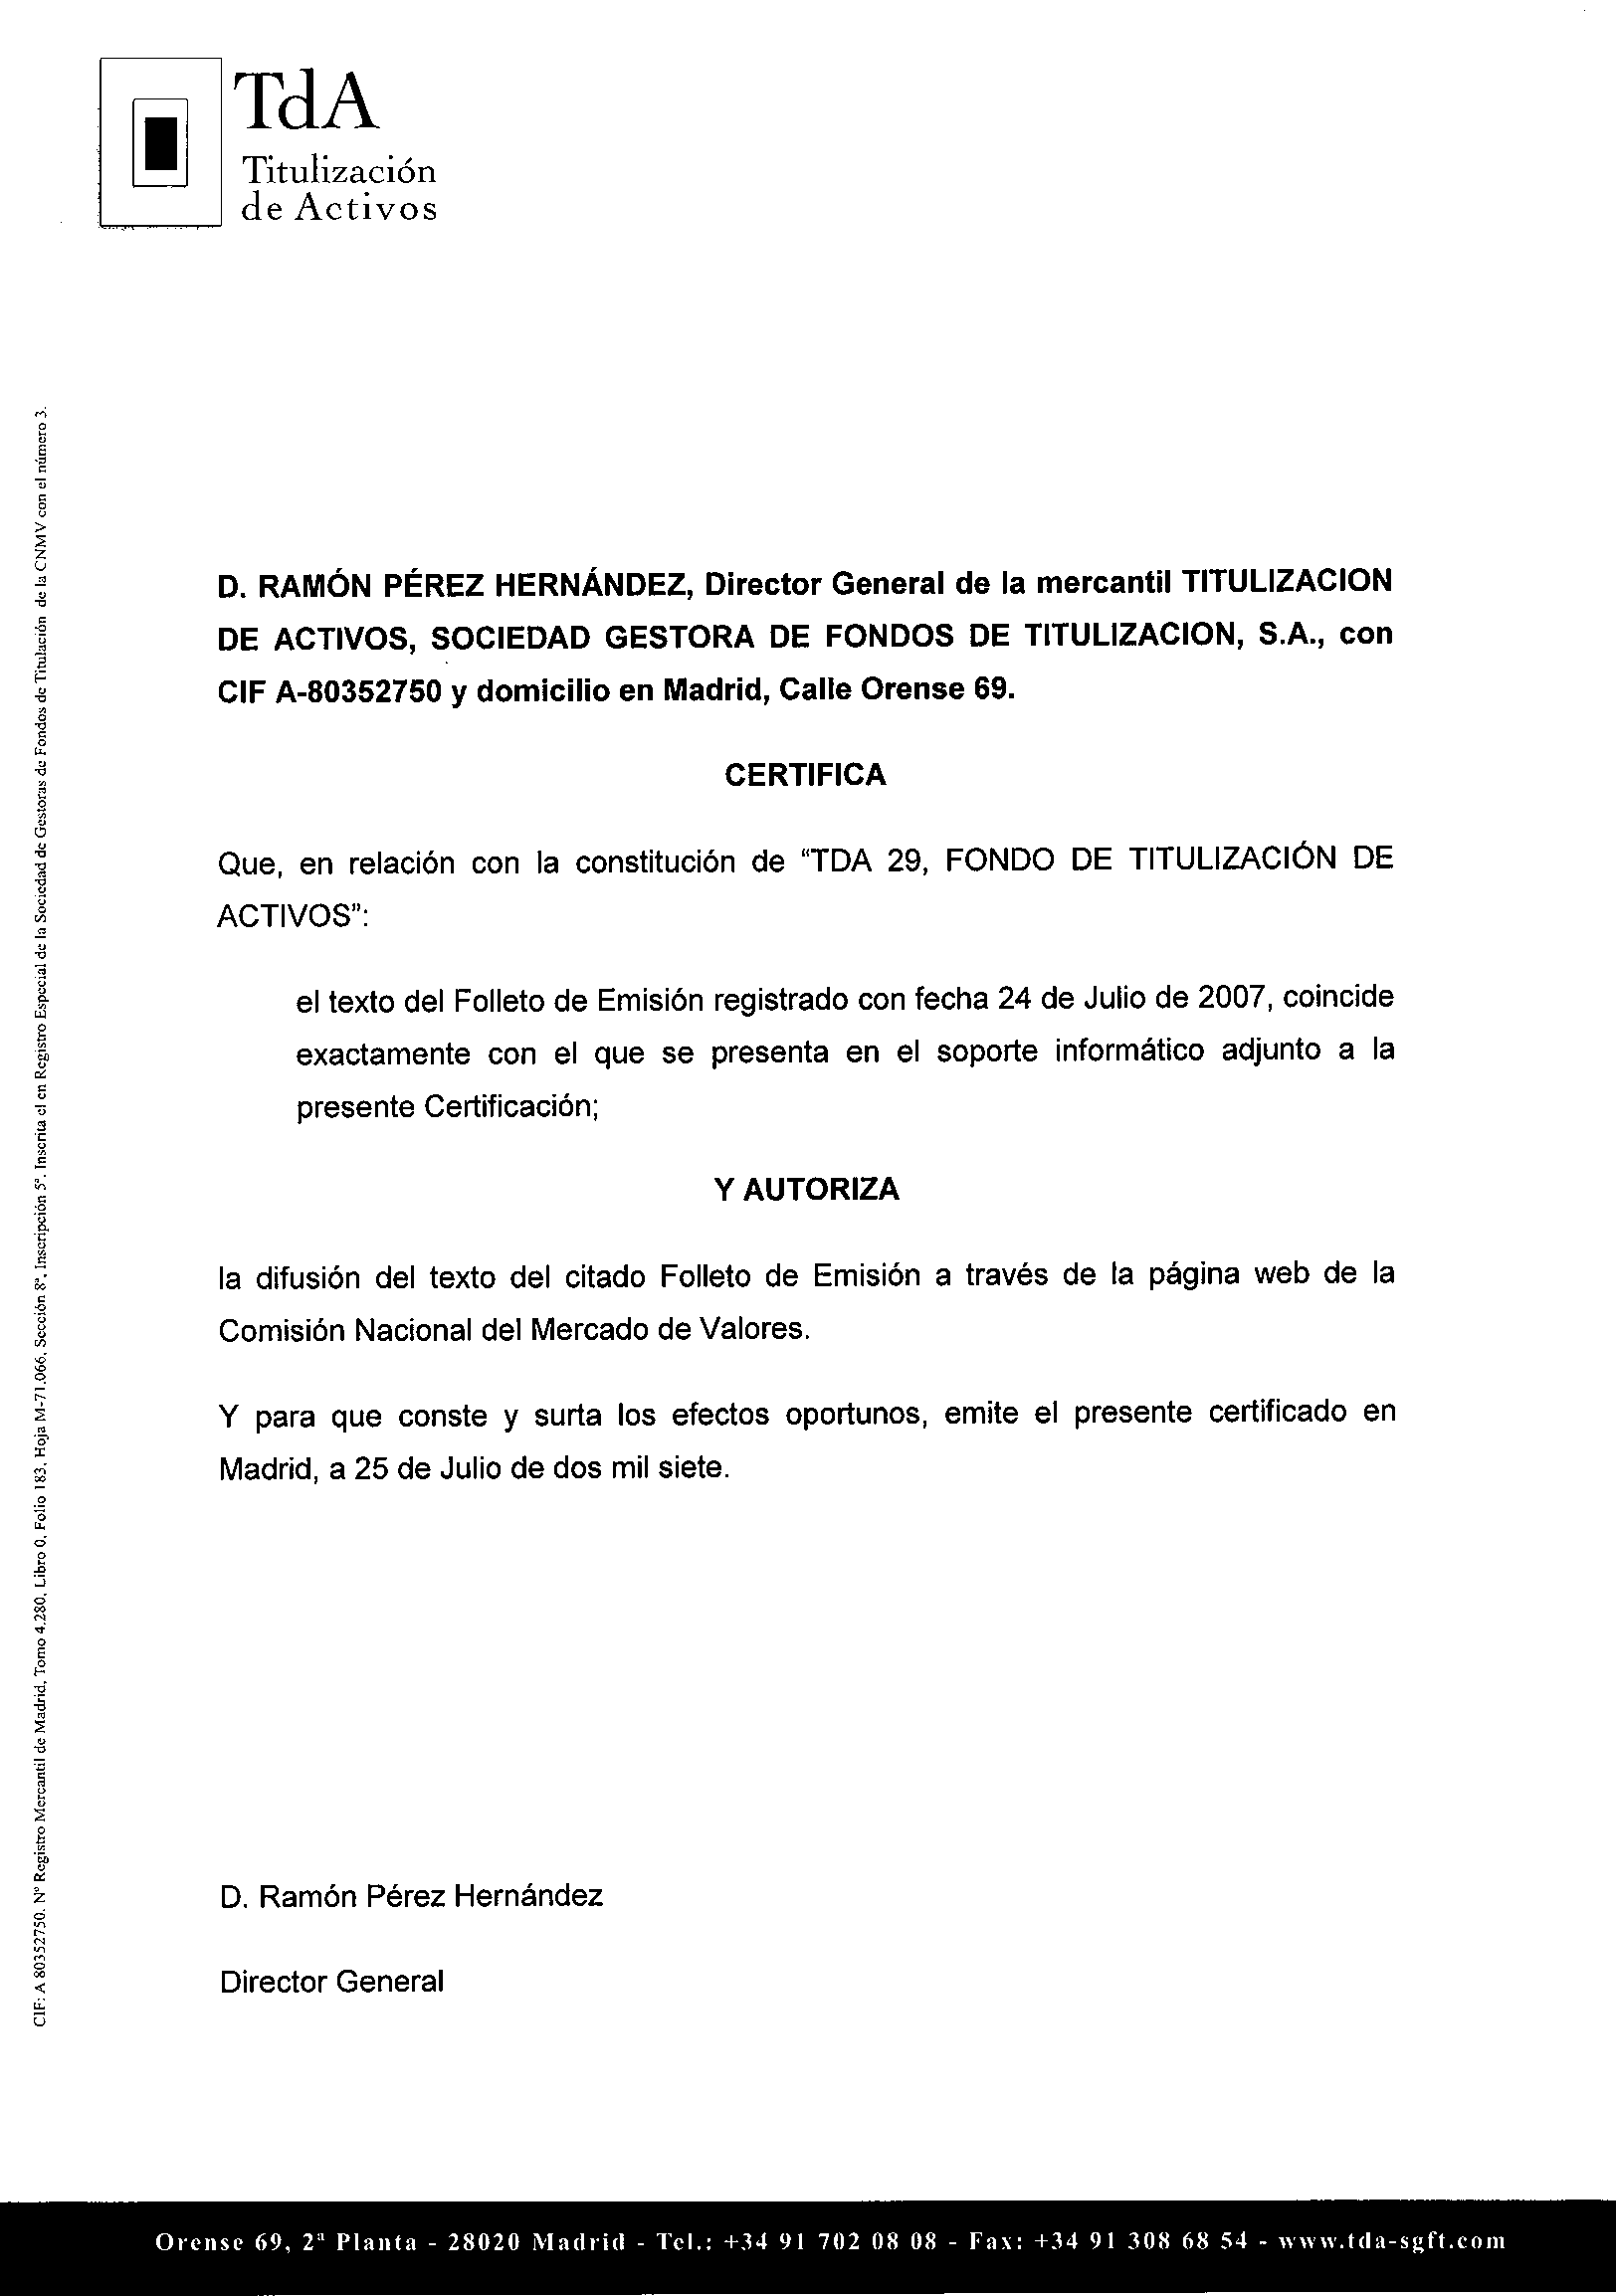 TdA
Titulización
de Activos
D. RAMÓN PÉREZ HERNÁNDEZ, Director General de la mercantil TITULIZACION
DE ACTIVOS, SOCIEDAD GESTORA DE FONDOS DE TITULIZACION, S.A., con
CIF A-80352750 y domicilio en Madrid, Calle Orense 69.
CERTIFICA
Que, en relación con la constitución de “TDA 29, FONDO DE TITULIZACIÓN DE
ACTIVOS”:
el texto del Folleto de Emisión registrado con fecha 24 de Julio de 2007, coincide
exactamente con el que se presenta en el soporte informático adjunto a la
presente Certificación;
Y AUTORIZA
la difusión del texto del citado Folleto de Emisión a través de la página web de la
Comisión Nacional del Mercado de Valores.
Y para que conste y surta los efectos oportunos, emite el presente certificado en
Madrid, a 25 de Julio de dos mil siete.
D. Ramón Pérez Hernández
Director General
CIF: A 80352750. Nº Registro Mercantil de Madrid, Tomo 4.280, Libro 0, Folio 183, Hoja M-71.066, Sección 8ª, Inscripción 5ª. Inscrita el en Registro Especial de la Sociedad de Gestoras de Fondos de Titulación de la CNMV con el número 3.
Orense 69, 2ª Planta - 28020 Madrid - Tel.: +34 91 702 08 08 - Fax: +34 91 308 68 54 - www.tda-sgft.com